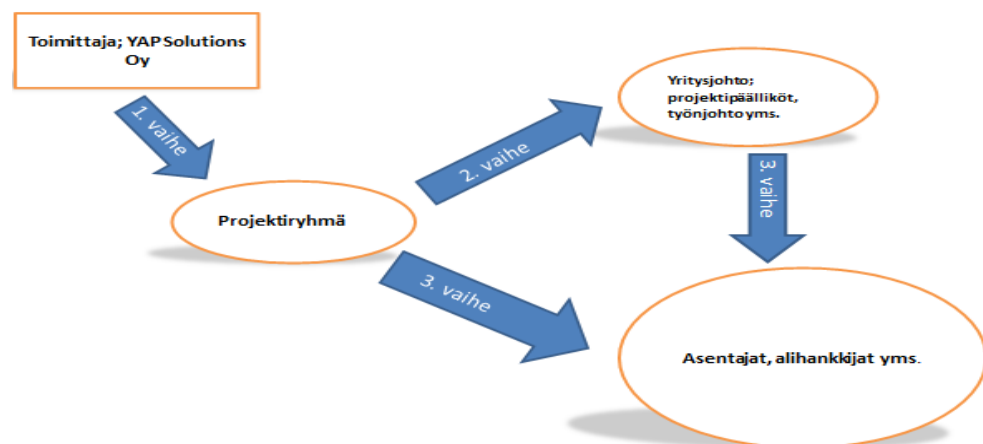 Toimittaja; YAP Solutions
Oy
1. vaihe
Yritysjohto;
projektipäälliköt,
työnjohto yms.
2. vaihe
3. vaihe
Projektiryhmä
3. vaihe
Asentajat, alihankkijat yms.